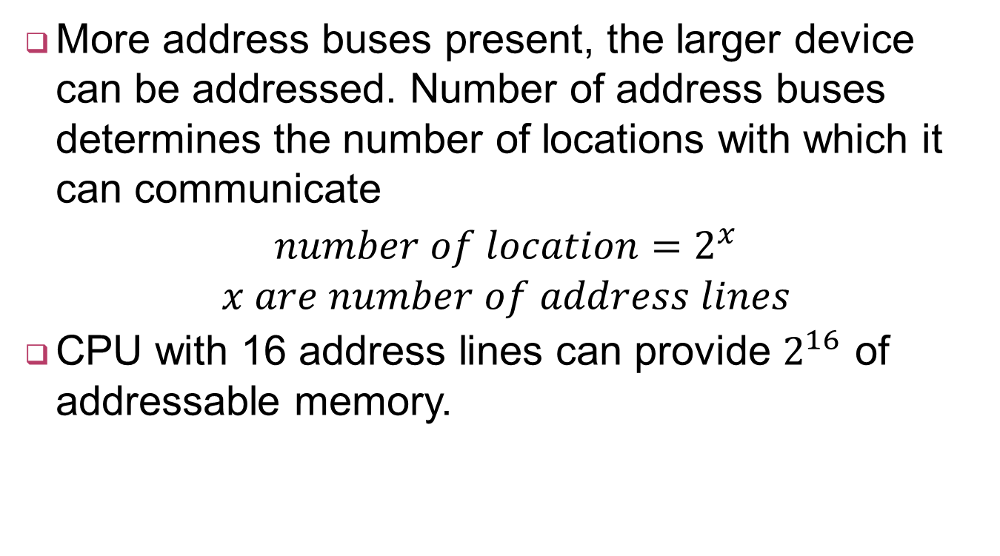 ❑ More address buses present, the larger device
can be addressed. Number of address buses
determines the number of locations with which it
can communicate
number of location = 2^x
x are number of address lines
❑ CPU with 16 address lines can provide 2^16 of
addressable memory.